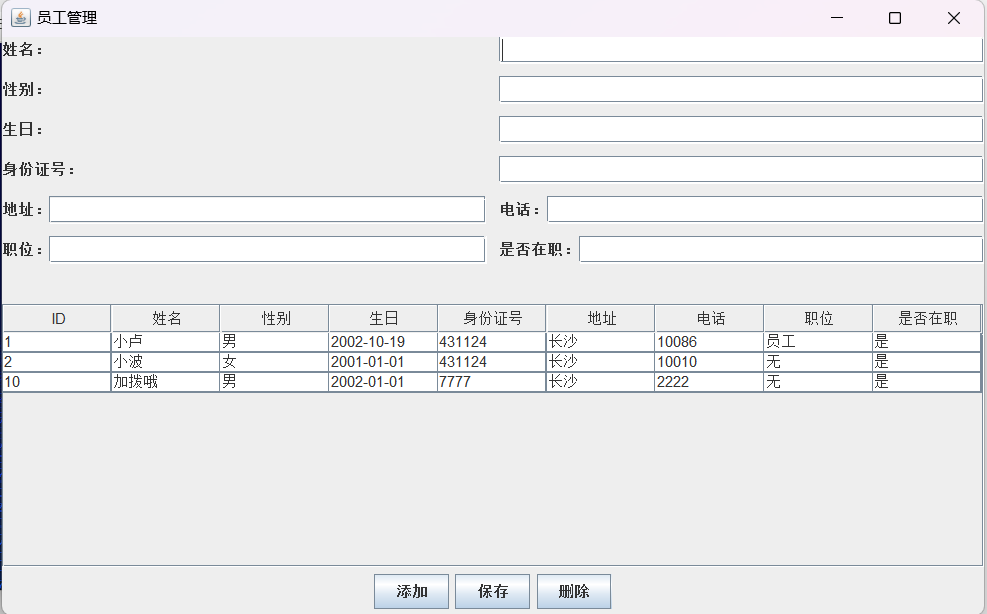 员工管理
姓名：
性别：
生日：
身份证号：
地址： 电话：
职位： 是否在职：
ID 姓名 性别 生日 身份证号 地址 电话 职位 是否在职
1 小卢 男 2002-10-19 431124 长沙 10086 员工 是
2 小波 女 2001-01-01 431124 长沙 10010 无 是
10 加拨哦 男 2002-01-01 7777 长沙 2222 无 是
添加 保存 删除